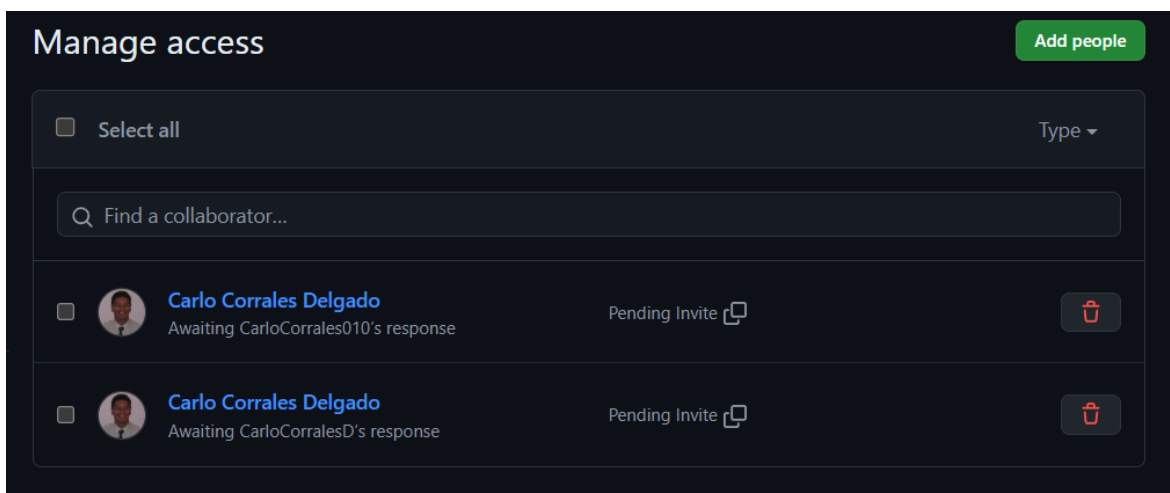 Manage access
Add people
Select all
Type
Find a collaborator...
Carlo Corrales Delgado
Awaiting CarloCorrales010's response
Pending Invite
Carlo Corrales Delgado
Awaiting CarloCorralesD's response
Pending Invite